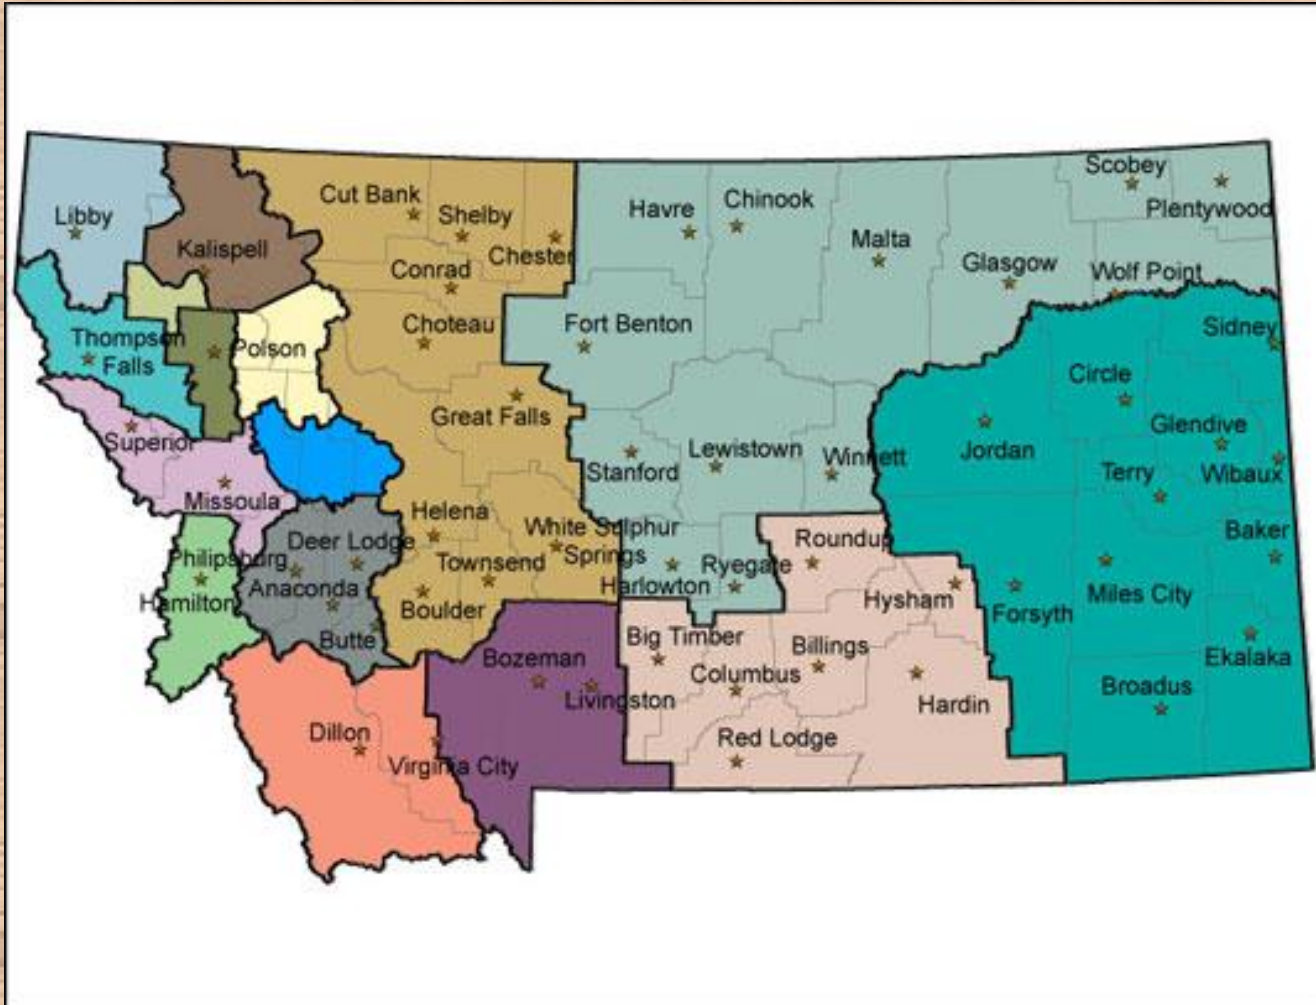 Scobey
Plentywood
Cut Bank
Shelby
Havre
Chinook
Libby
Kalispell
Chester
Malta
Glasgow
Wolf Point
Conrad
Choteau
Fort Benton
Sidney
Thompson
Falls
Polson
Circle
Great Falls
Glendive
Superior
Stanford
Lewistown
Winnett
Jordan
Terry
Wibaux
Missoula
Helena
White Sulphur
Springs
Roundup
Baker
Philipsburg
Deer Lodge
Townsend
Harlowton
Ryegate
Hysham
Forsyth
Miles City
Hamilton
Anaconda
Boulder
Butte
Big Timber
Billings
Ekalaka
Bozeman
Livingston
Columbus
Hardin
Broadus
Dillon
Virginia City
Red Lodge